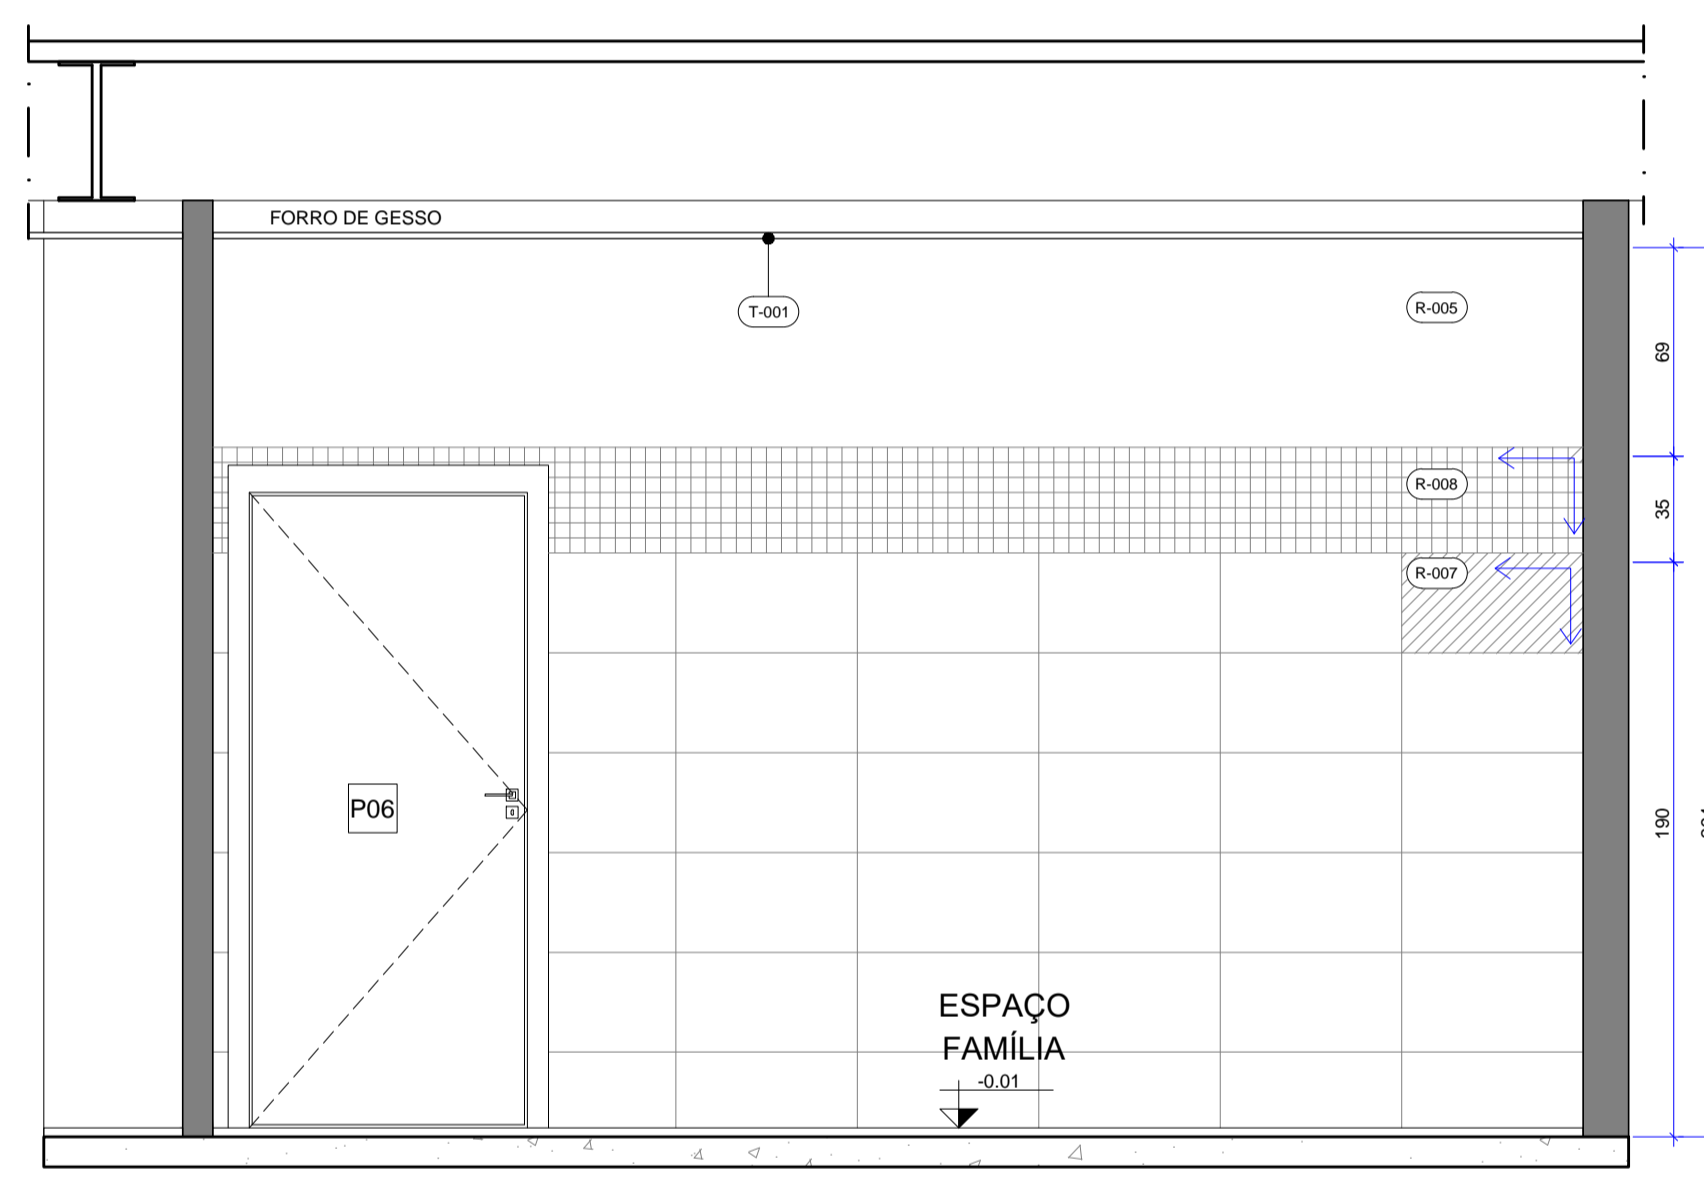 FORRO DE GESSO
T-001
R-005
69
R-008
35
R-007
190
P06
ESPAÇO
FAMÍLIA
-0.01